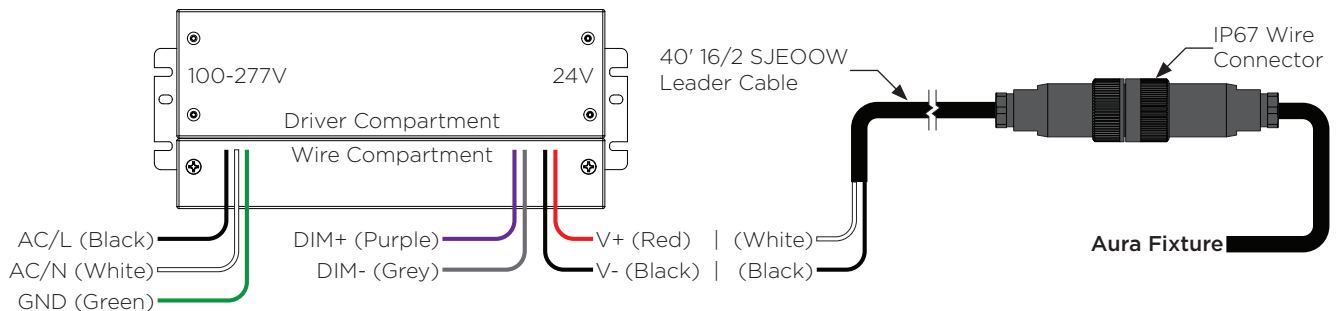 100-277V
24V
Driver Compartment
Wire Compartment
40' 16/2 SJEOOW
Leader Cable
IP67 Wire
Connector
AC/L (Black)
AC/N (White)
GND (Green)
DIM+ (Purple)
DIM- (Grey)
V+ (Red) | (White)
V- (Black) | (Black)
Aura Fixture